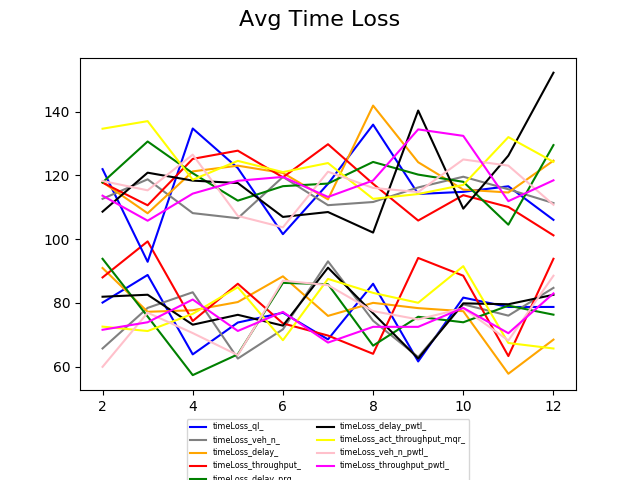 Avg Time Loss
140
120
100
80
60
2 4 6 8 10 12
timeLoss_ql_
timeLoss_veh_n_
timeLoss_delay_
timeLoss_throughput_
timeLoss_delay_prq_
timeLoss_delay_pwtl_
timeLoss_act_throughput_mqr_
timeLoss_veh_n_pwtl_
timeLoss_throughput_pwtl_